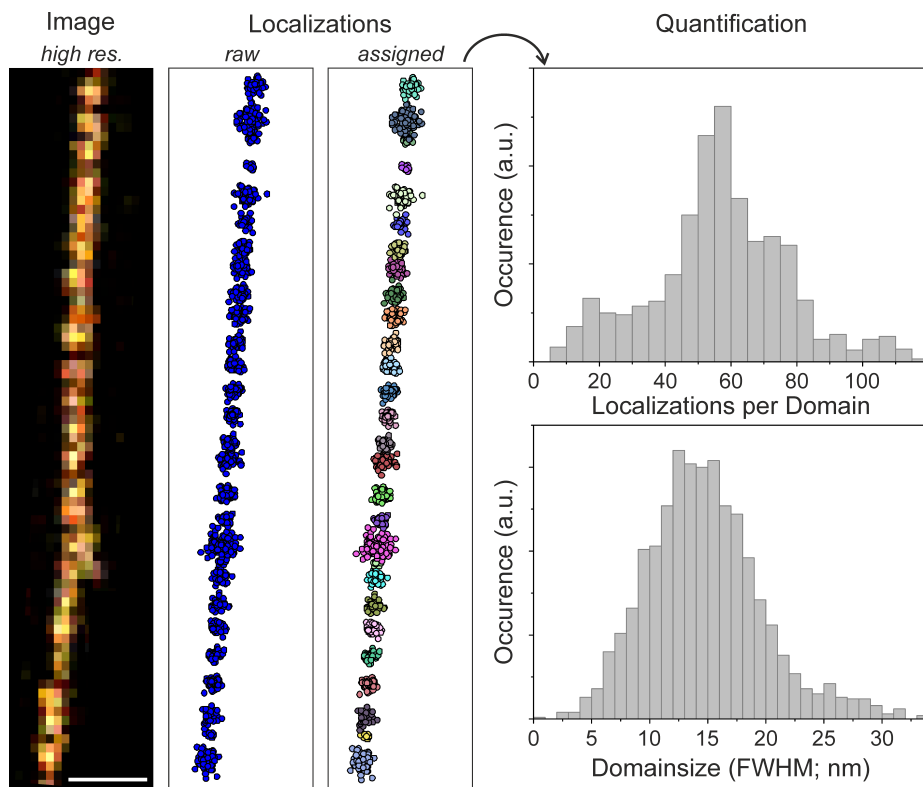 Image
high res.
Localizations
raw
assigned
Quantification
Occurence (a.u.)
0 20 40 60 80 100
Localizations per Domain
Occurence (a.u.)
0 5 10 15 20 25 30
Domainsize (FWHM; nm)